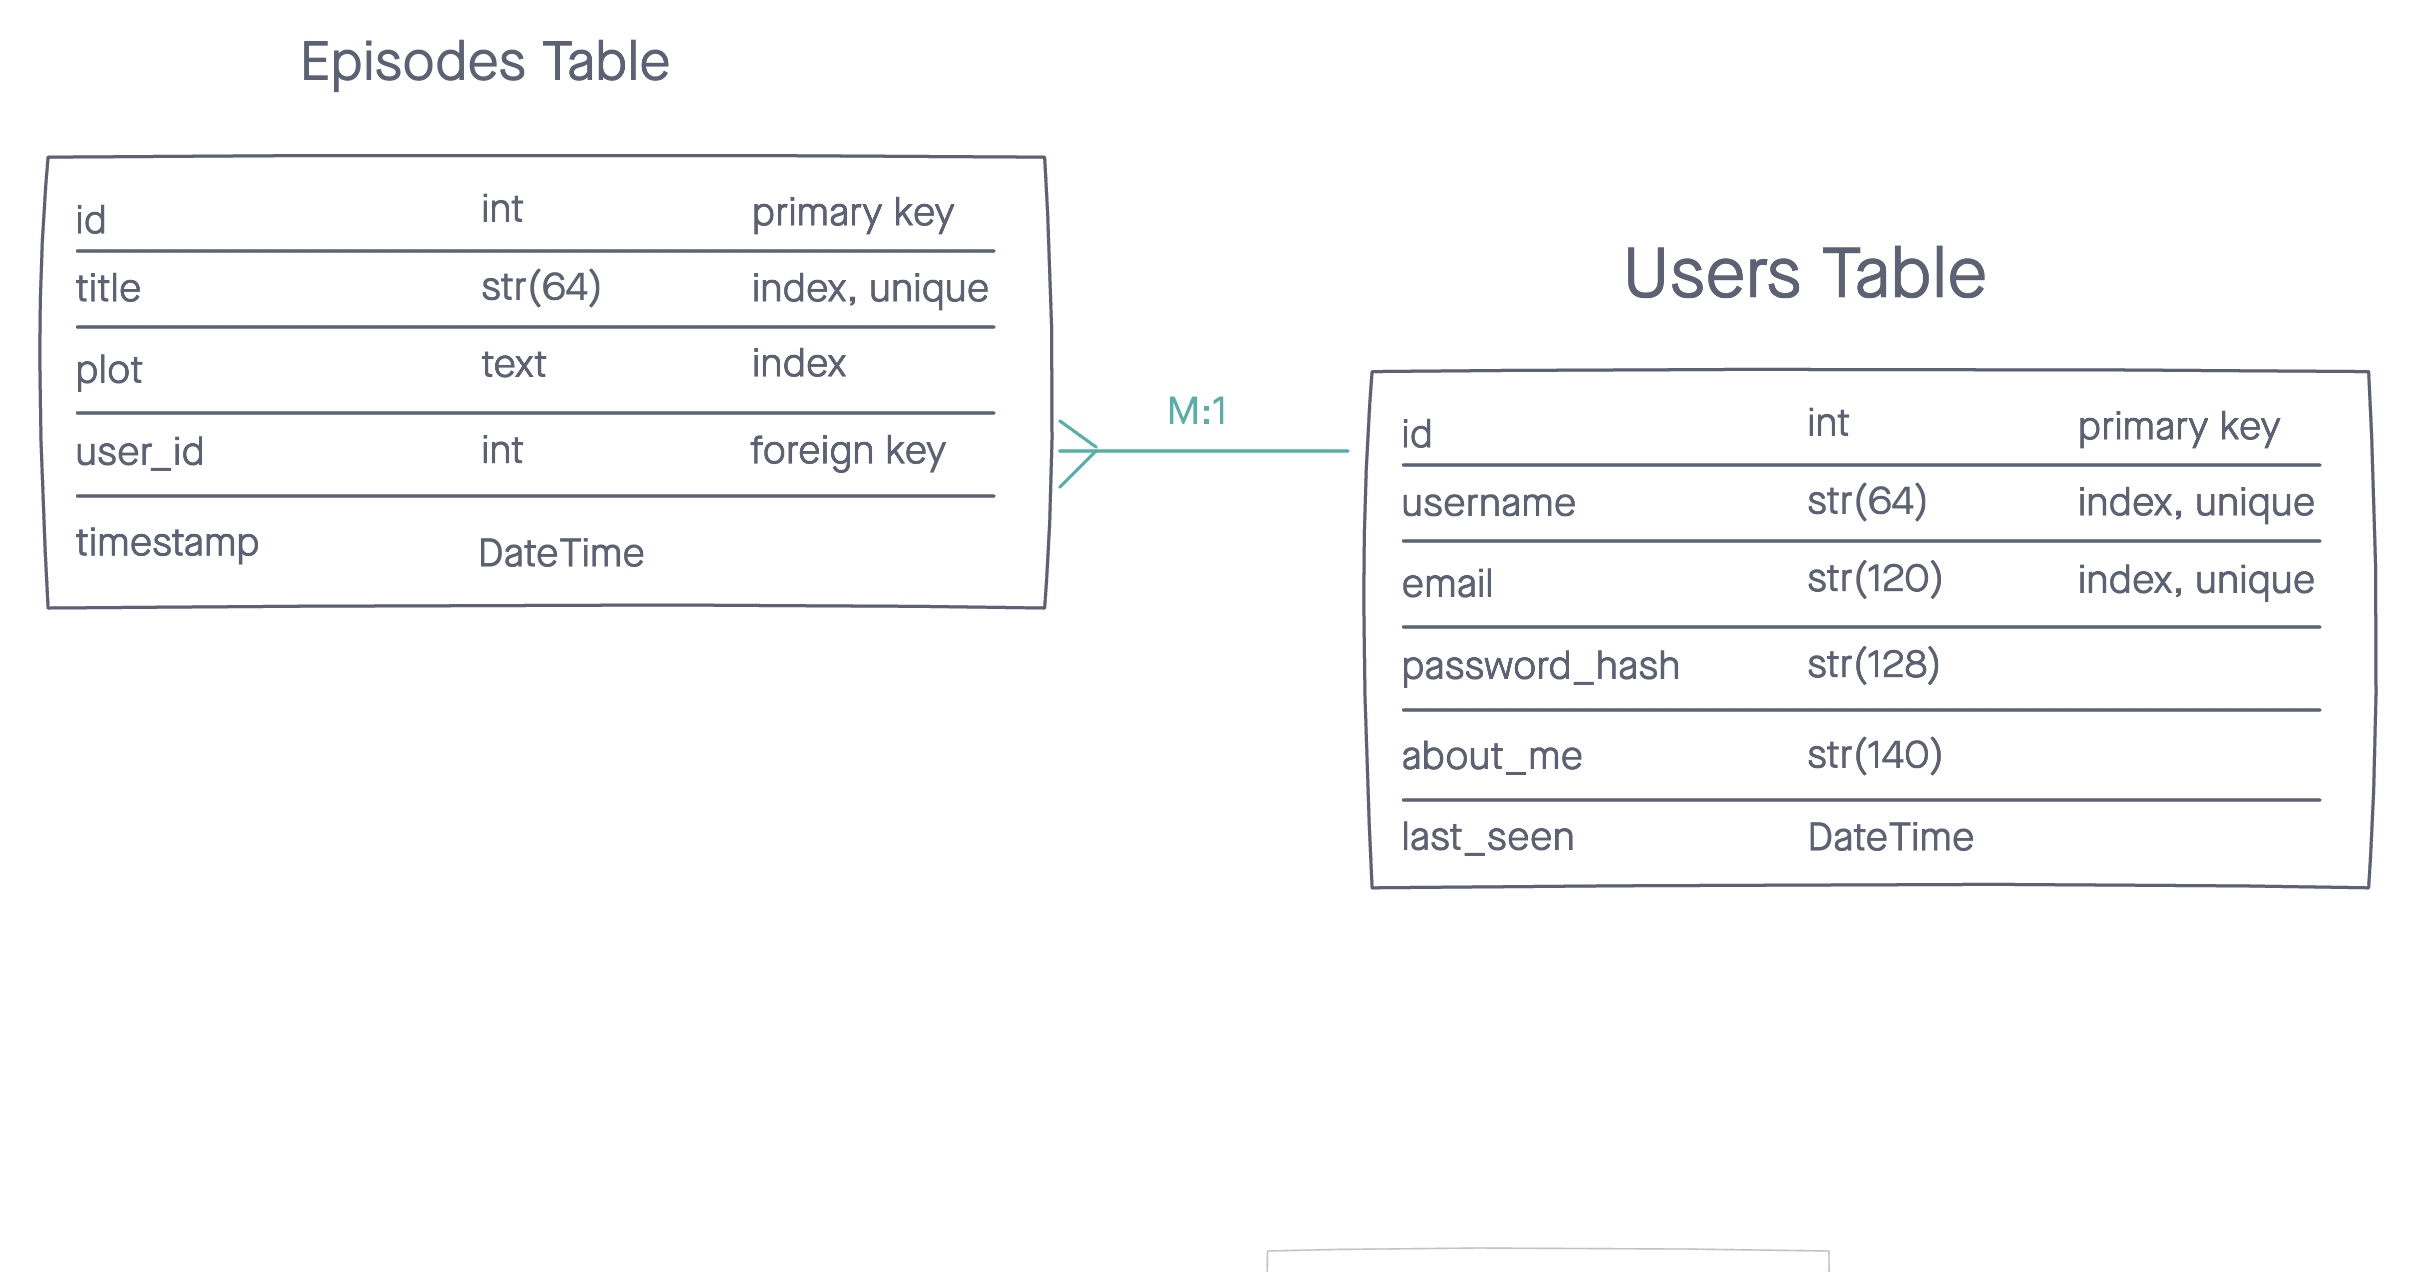 Episodes Table
id int primary key
title str(64) index, unique
plot text index
user_id int foreign key
timestamp DateTime
M:1
Users Table
id int primary key
username str(64) index, unique
email str(120) index, unique
password_hash str(128)
about_me str(140)
last_seen DateTime